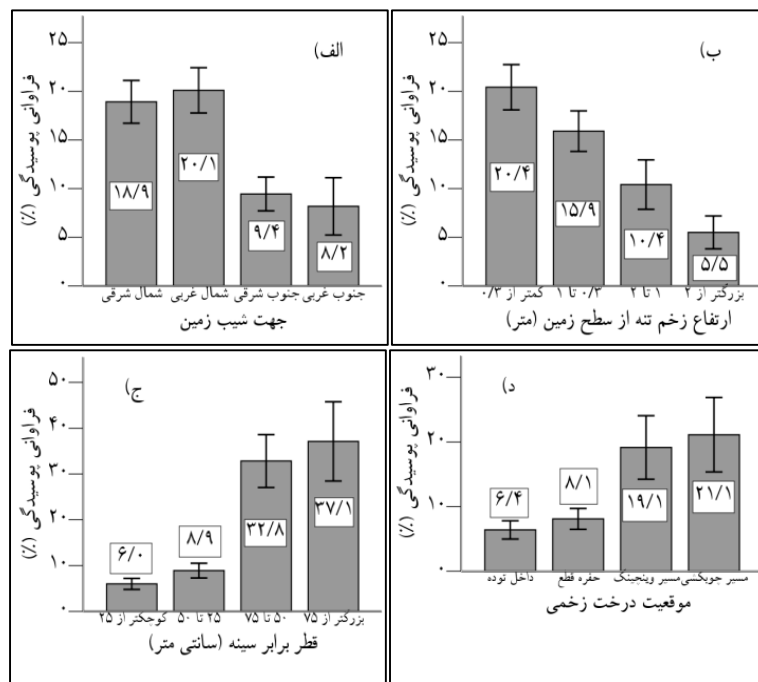 الف)
فراوانی پوسیدگی (%)
۲۵
۲۰
۱۵
۱۰
۵
۰
۱۸/۹
۲۰/۱
۹/۴
۸/۲
شمال شرقی
شمال غربی
جنوب شرقی
جنوب غربی
جهت شیب زمین
ب)
فراوانی پوسیدگی (%)
۲۵
۲۰
۱۵
۱۰
۵
۰
۲۰/۴
۱۵/۹
۱۰/۴
۵/۵
کمتر از ۰/۳
۰/۳ تا ۱
۱ تا ۲
بزرگتر از ۲
ارتفاع زخم تنه از سطح زمین (متر)
ج)
فراوانی پوسیدگی (%)
۵۰
۴۰
۳۰
۲۰
۱۰
۰
۶/۰
۸/۹
۳۲/۸
۳۷/۱
کوچکتر از ۲۵
۲۵ تا ۵۰
۵۰ تا ۷۵
بزرگتر از ۷۵
قطر برابر سینه (سانتی متر)
د)
فراوانی پوسیدگی (%)
۳۰
۲۰
۱۰
۰
۶/۴
۸/۱
۱۹/۱
۲۱/۱
داخل توده
حفره قطع
مسیر وینچینگ
مسیر چوبکشی
موقعیت درخت زخمی